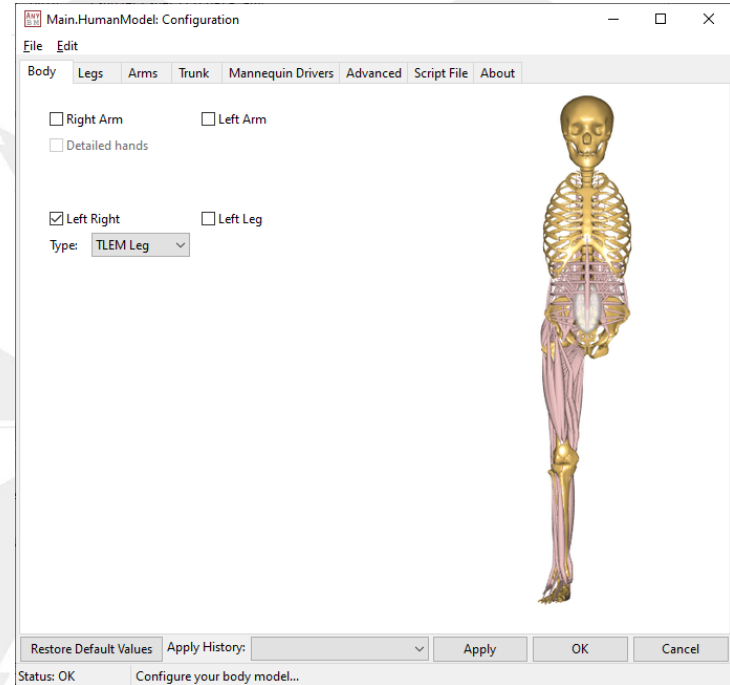 ANY BM Main.HumanModel: Configuration
File Edit
Body Legs Arms Trunk Mannequin Drivers Advanced Script File About
Right Arm Left Arm
Detailed hands
Left Right Left Leg
Type: TLEM Leg
Restore Default Values Apply History: Apply OK Cancel
Status: OK Configure your body model...